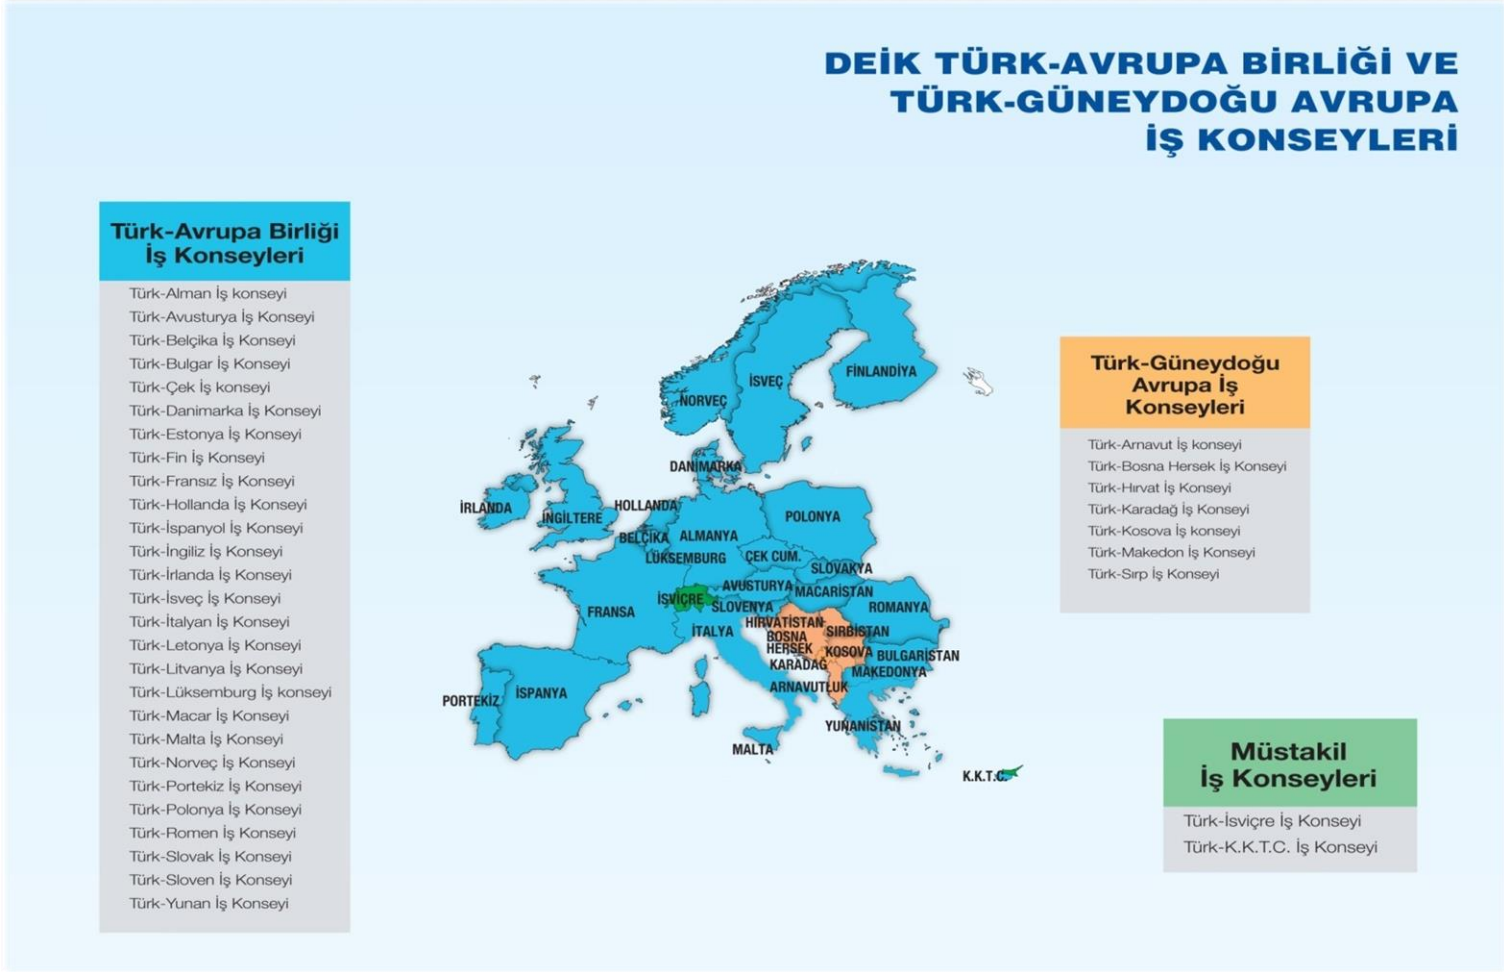 DEİK TÜRK-AVRUPA BİRLİĞİ VE
TÜRK-GÜNEYDOĞU AVRUPA
İŞ KONSEYLERİ
Türk-Avrupa Birliği
İş Konseyleri
Türk-Alman İş konseyi
Türk-Avusturya İş Konseyi
Türk-Belçika İş Konseyi
Türk-Bulgar İş Konseyi
Türk-Çek İş konseyi
Türk-Danimarka İş Konseyi
Türk-Estonya İş Konseyi
Türk-Fin İş Konseyi
Türk-Fransız İş Konseyi
Türk-Hollanda İş Konseyi
Türk-İspanyol İş Konseyi
Türk-İngiliz İş Konseyi
Türk-İrlanda İş Konseyi
Türk-İsveç İş Konseyi
Türk-İtalyan İş Konseyi
Türk-Letonya İş Konseyi
Türk-Litvanya İş Konseyi
Türk-Lüksemburg İş konseyi
Türk-Macar İş Konseyi
Türk-Malta İş Konseyi
Türk-Norveç İş Konseyi
Türk-Portekiz İş Konseyi
Türk-Polonya İş Konseyi
Türk-Romen İş Konseyi
Türk-Slovak İş Konseyi
Türk-Sloven İş Konseyi
Türk-Yunan İş Konseyi
FİNLANDİYA
İSVEÇ
NORVEÇ
DANİMARKA
İRLANDA
İNGİLTERE
HOLLANDA
POLONYA
BELÇİKA
ALMANYA
LÜKSEMBURG
ÇEK CUM.
SLOVAKYA
AVUSTURYA
MACARİSTAN
İSVİÇRE
SLOVENYA
ROMANYA
FRANSA
HIRVATİSTAN
İTALYA
BOSNA
HERSEK
SIRBİSTAN
KOSOVA
BULGARİSTAN
KARADAĞ
MAKEDONYA
ARNAVUTLUK
PORTEKİZ
İSPANYA
YUNANİSTAN
MALTA
K.K.T.C.
Türk-Güneydoğu
Avrupa İş
Konseyleri
Türk-Arnavut İş konseyi
Türk-Bosna Hersek İş Konseyi
Türk-Hırvat İş Konseyi
Türk-Karadağ İş Konseyi
Türk-Kosova İş konseyi
Türk-Makedon İş Konseyi
Türk-Sırp İş Konseyi
Müstakil
İş Konseyleri
Türk-İsviçre İş Konseyi
Türk-K.K.T.C. İş Konseyi